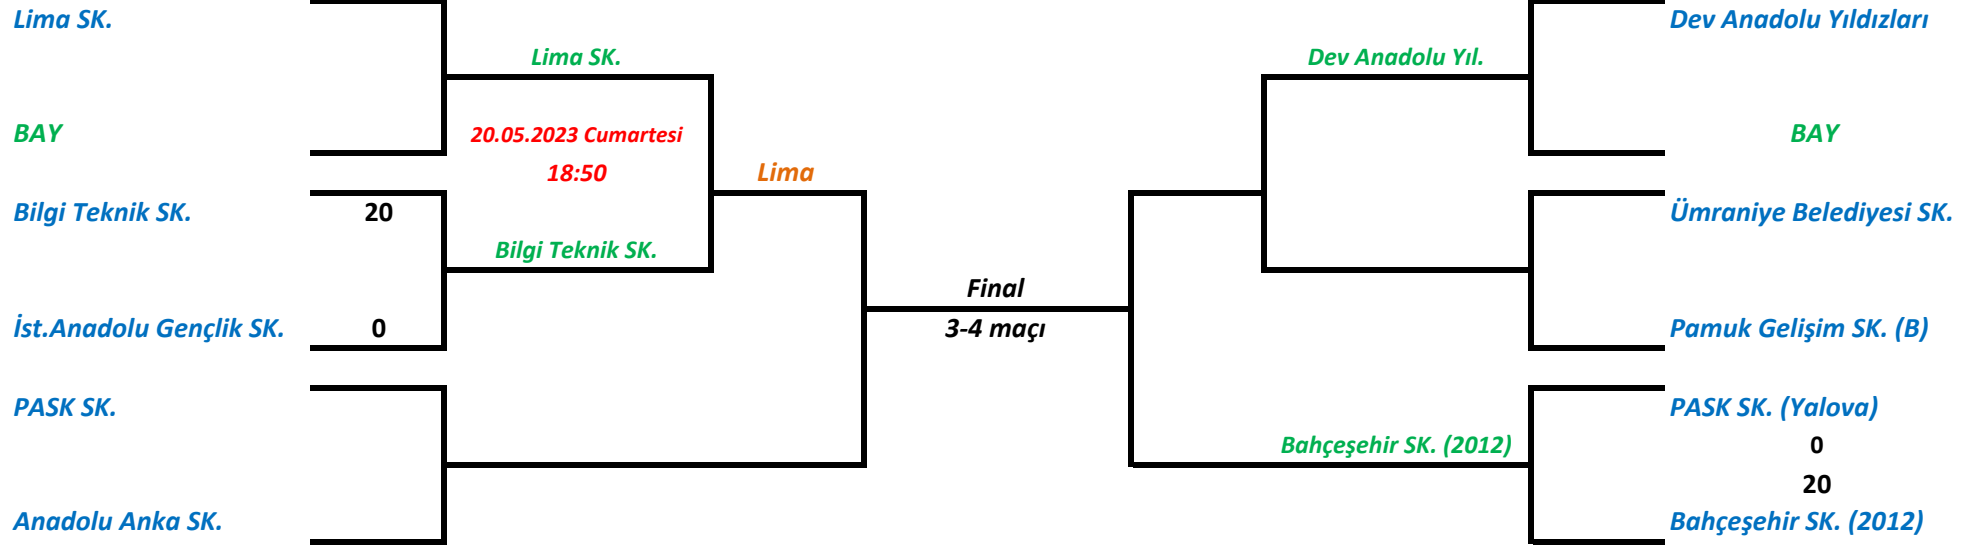 Lima SK.
Lima SK.
BAY
20.05.2023 Cumartesi
18:50
Lima
Bilgi Teknik SK.
20
Bilgi Teknik SK.
İst.Anadolu Gençlik SK.
0
PASK SK.
Anadolu Anka SK.
Final
3-4 maçı
Dev Anadolu Yıldızları
Dev Anadolu Yıl.
BAY
Ümraniye Belediyesi SK.
Pamuk Gelişim SK. (B)
PASK SK. (Yalova)
0
Bahçeşehir SK. (2012)
20
Bahçeşehir SK. (2012)